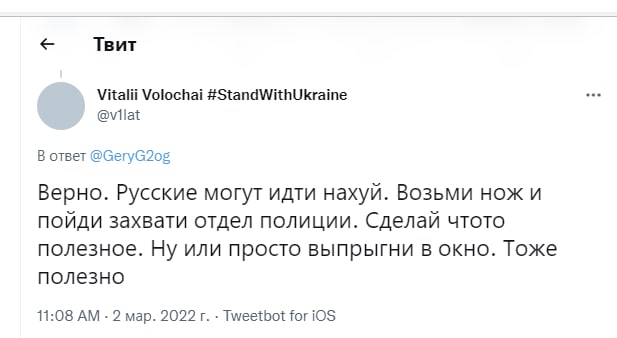 Твит
Vitalii Volochai #StandWithUkraine
@v1lat
В ответ @GeryG2og
Верно. Русские могут идти нахуй. Возьми нож и
пойди захвати отдел полиции. Сделай чтото
полезное. Ну или просто выпрыгни в окно. Тоже
полезно
11:08 AM · 2 мар. 2022 г. · Tweetbot for iOS